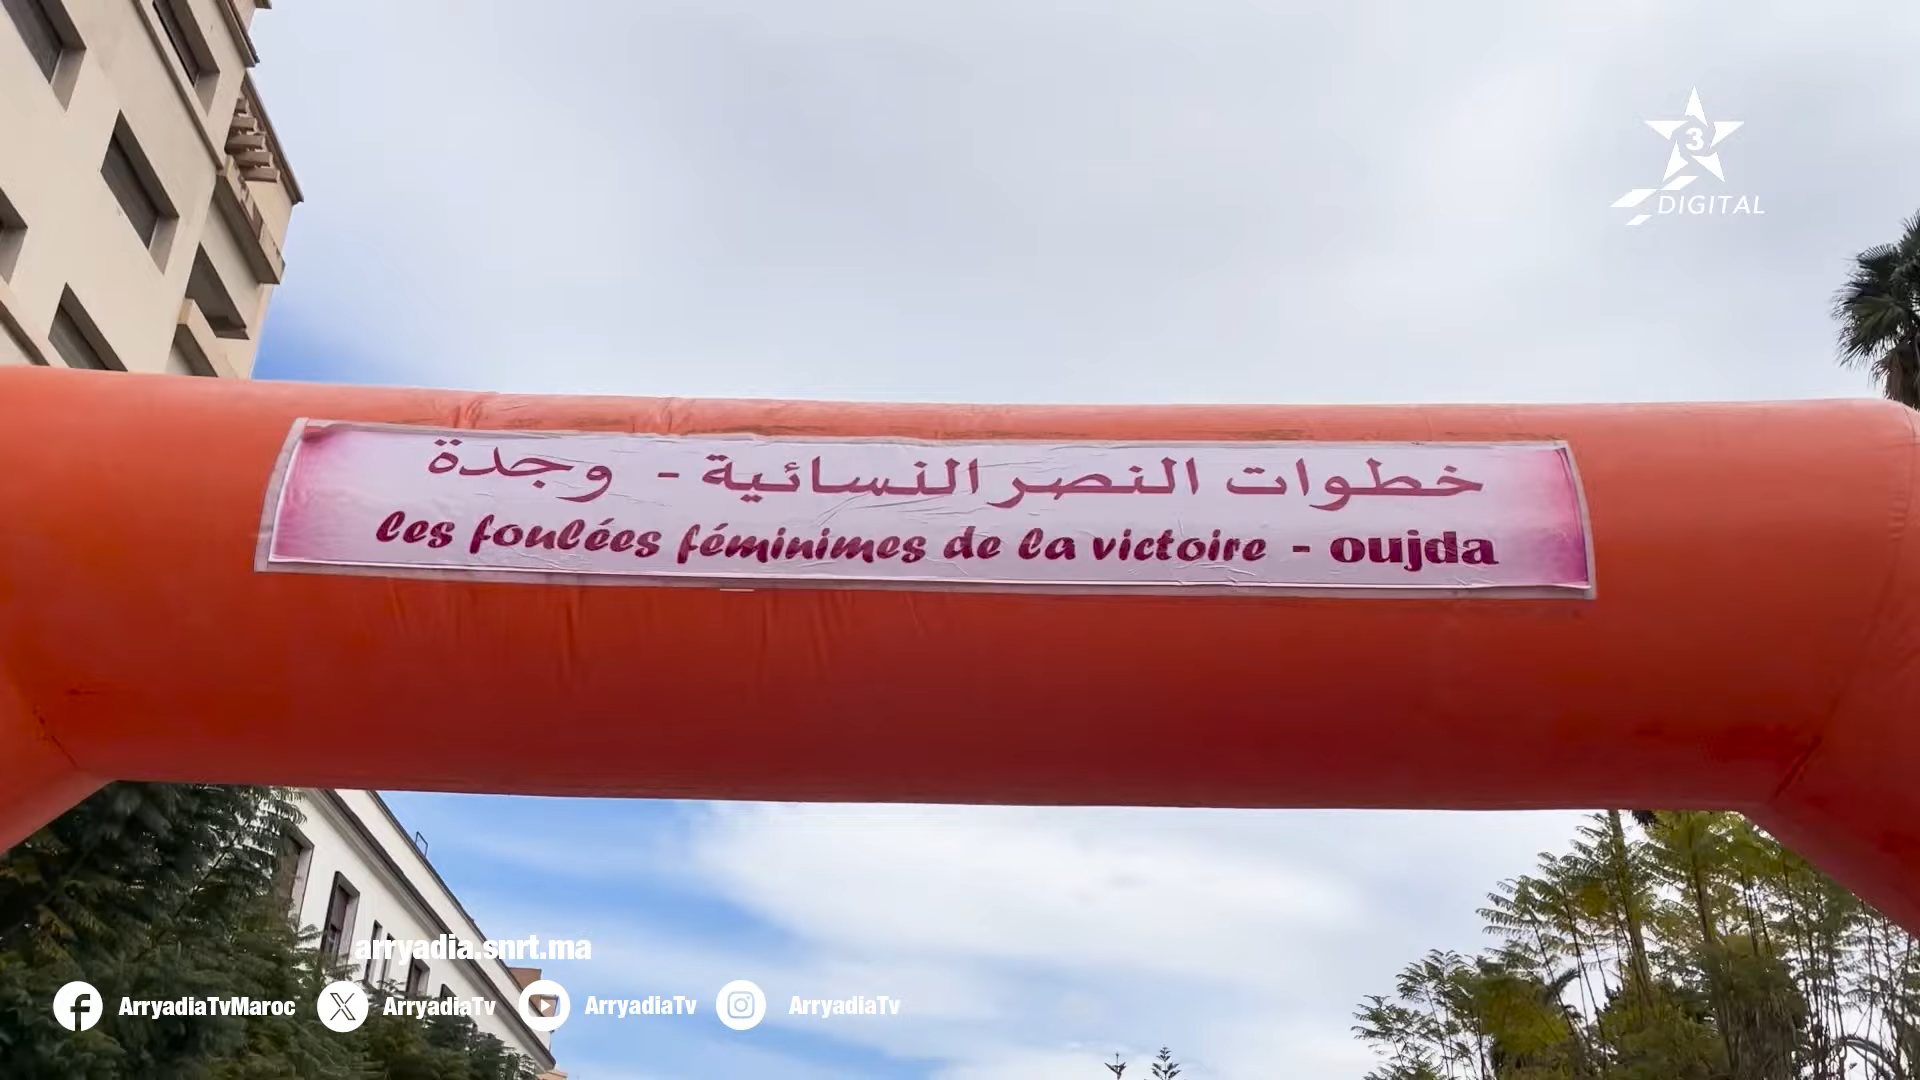 3
DIGITAL
خطوات النصر النسائية - وجدة
les foulées féminimes de la victoire - oujda
arryadia.snrt.ma
ArryadiaTvMaroc ArryadiaTv ArryadiaTv ArryadiaTv